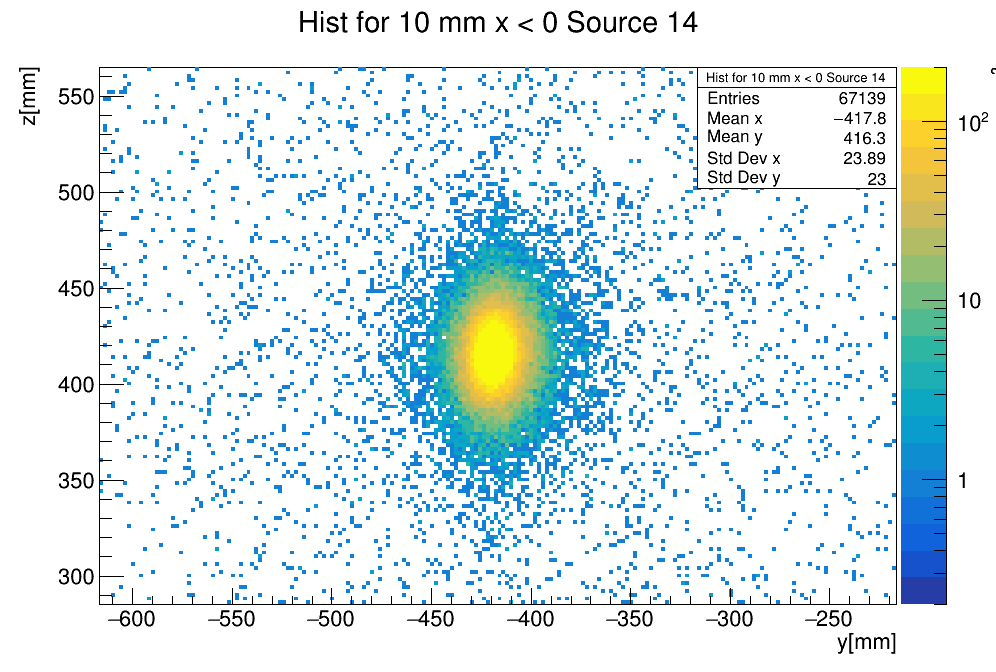 Hist for 10 mm x < 0 Source 14
z[mm]
Hist for 10 mm x < 0 Source 14
Entries 67139
Mean x −417.8
Mean y 416.3
Std Dev x 23.89
Std Dev y 23
550
500
450
400
350
300
−600 −550 −500 −450 −400 −350 −300 −250
y[mm]
10²
10
1